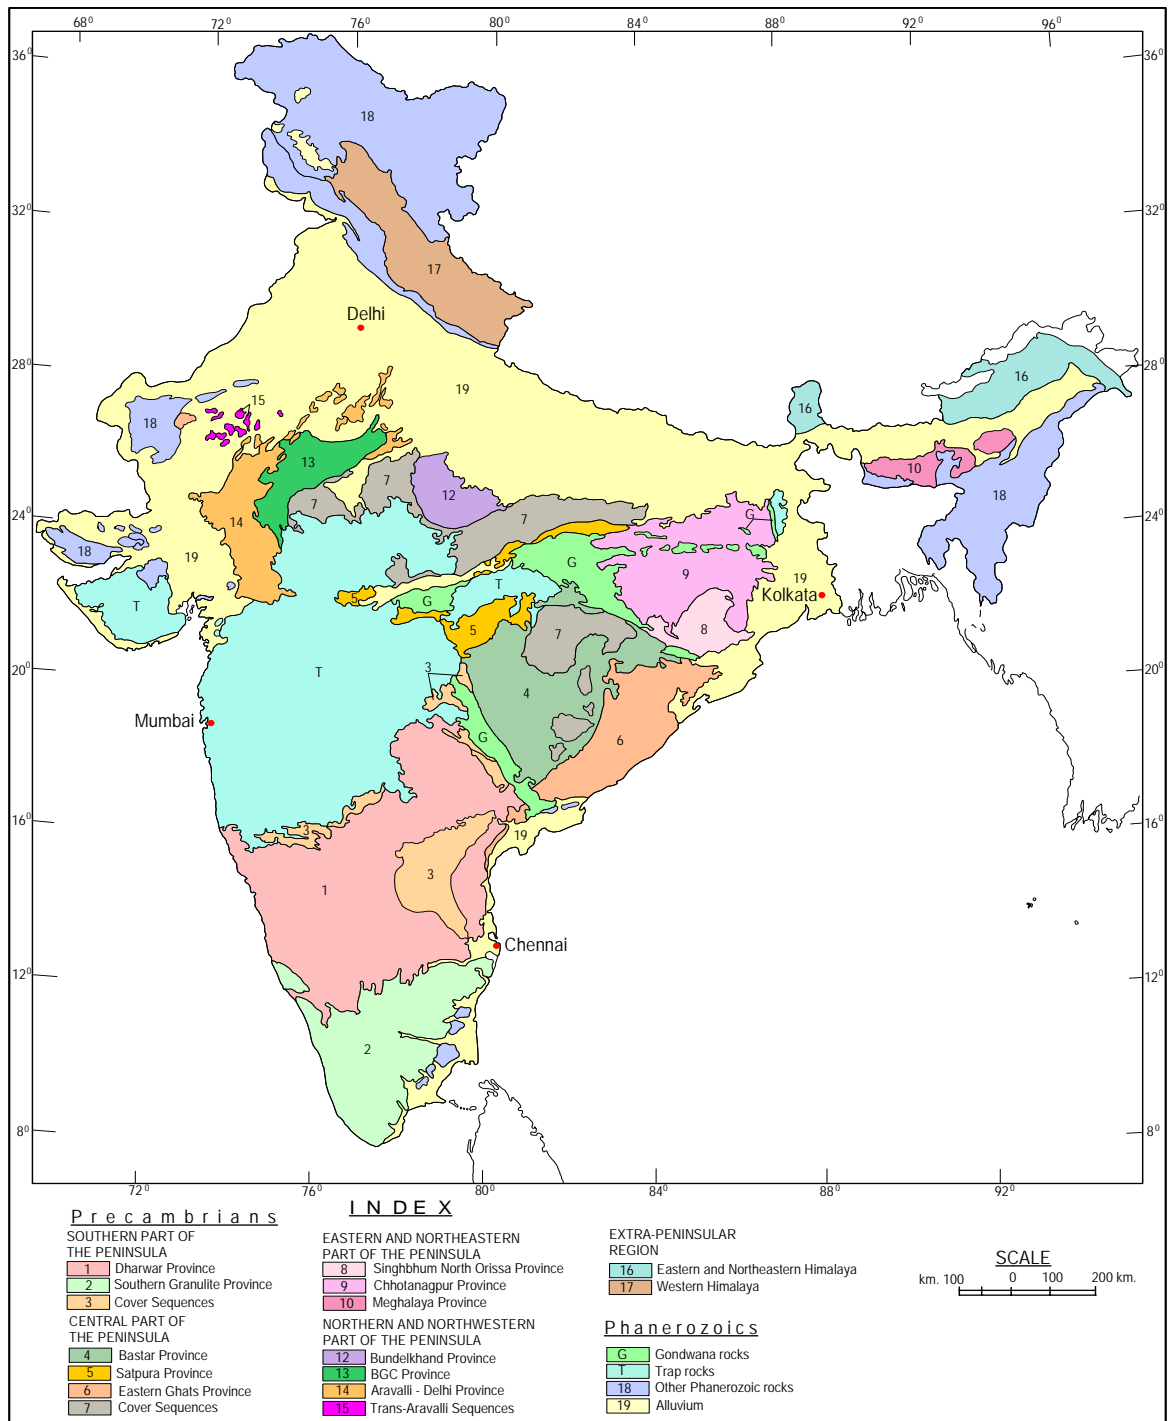 68⁰ 72⁰ 76⁰ 80⁰ 84⁰ 88⁰ 92⁰ 96⁰
36⁰ 36⁰
18
32⁰ 32⁰
17
Delhi
28⁰ 28⁰
19
16
15
16
18
13
10
7
12
18
7
7
24⁰ 24⁰
G
14
18
19
G
9
19
T
T
Kolkata
5
G
5
8
7
20⁰ 20⁰
3
T
4
Mumbai
G
6
16⁰ 16⁰
3
19
3
1
Chennai
12⁰ 12⁰
2
8⁰ 8⁰
72⁰ 76⁰ 80⁰ 84⁰ 88⁰ 92⁰
INDEX
Precambrians
SOUTHERN PART OF
THE PENINSULA
1 Dharwar Province
2 Southern Granulite Province
3 Cover Sequences
CENTRAL PART OF
THE PENINSULA
4 Bastar Province
5 Satpura Province
6 Eastern Ghats Province
7 Cover Sequences
EASTERN AND NORTHEASTERN
PART OF THE PENINSULA
8 Singhbhum North Orissa Province
9 Chhotanagpur Province
10 Meghalaya Province
NORTHERN AND NORTHWESTERN
PART OF THE PENINSULA
12 Bundelkhand Province
13 BGC Province
14 Aravalli - Delhi Province
15 Trans-Aravalli Sequences
EXTRA-PENINSULAR
REGION
16 Eastern and Northeastern Himalaya
17 Western Himalaya
Phanerozoics
G Gondwana rocks
T Trap rocks
18 Other Phanerozoic rocks
19 Alluvium
SCALE
km. 100 0 100 200 km.